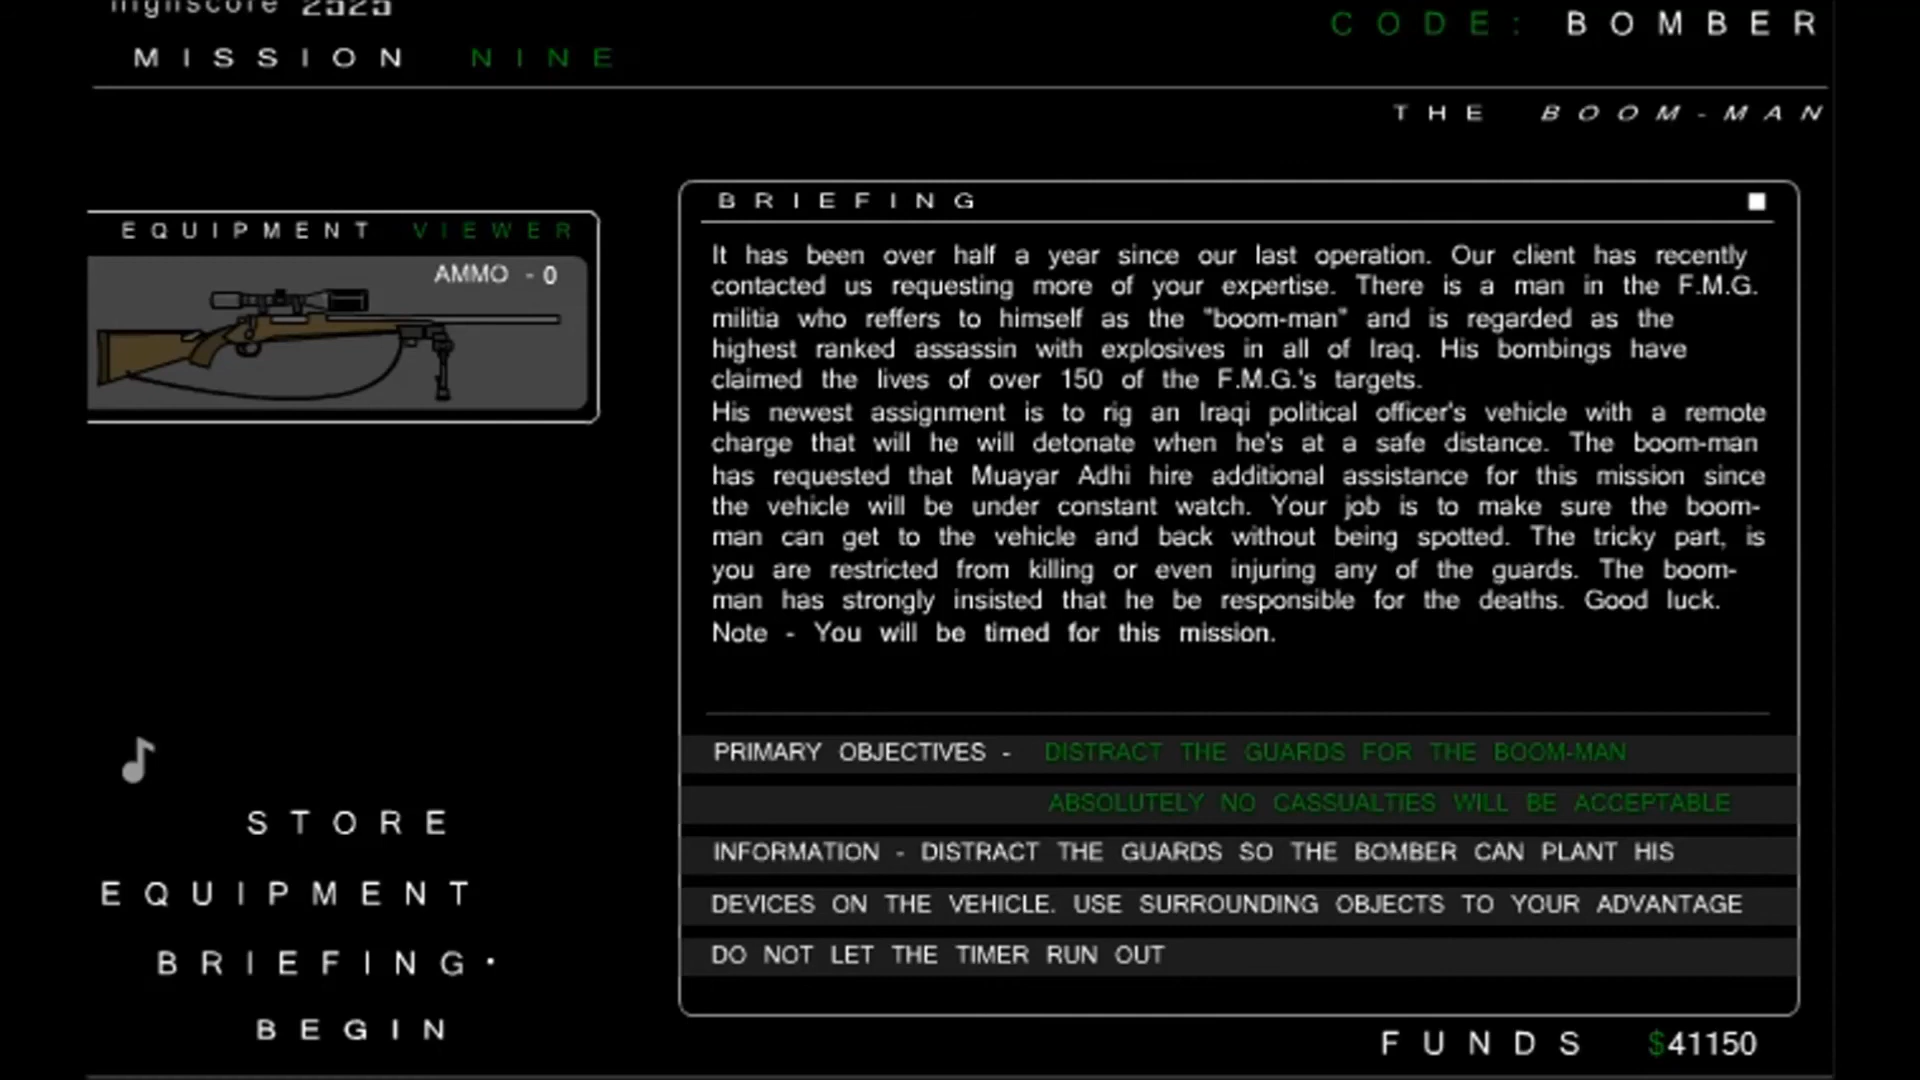 highscore 2525
CODE: BOMBER
MISSION NINE
THE BOOM-MAN
EQUIPMENT VIEWER
AMMO - 0
BRIEFING
It has been over half a year since our last operation. Our client has recently
contacted us requesting more of your expertise. There is a man in the F.M.G.
militia who reffers to himself as the "boom-man" and is regarded as the
highest ranked assassin with explosives in all of Iraq. His bombings have
claimed the lives of over 150 of the F.M.G.'s targets.
His newest assignment is to rig an Iraqi political officer's vehicle with a remote
charge that will he will detonate when he's at a safe distance. The boom-man
has requested that Muayar Adhi hire additional assistance for this mission since
the vehicle will be under constant watch. Your job is to make sure the boom-
man can get to the vehicle and back without being spotted. The tricky part, is
you are restricted from killing or even injuring any of the guards. The boom-
man has strongly insisted that he be responsible for the deaths. Good luck.
Note - You will be timed for this mission.
PRIMARY OBJECTIVES - DISTRACT THE GUARDS FOR THE BOOM-MAN
ABSOLUTELY NO CASSUALTIES WILL BE ACCEPTABLE
INFORMATION - DISTRACT THE GUARDS SO THE BOMBER CAN PLANT HIS
DEVICES ON THE VEHICLE. USE SURROUNDING OBJECTS TO YOUR ADVANTAGE
DO NOT LET THE TIMER RUN OUT
STORE
EQUIPMENT
BRIEFING
BEGIN
FUNDS $41150